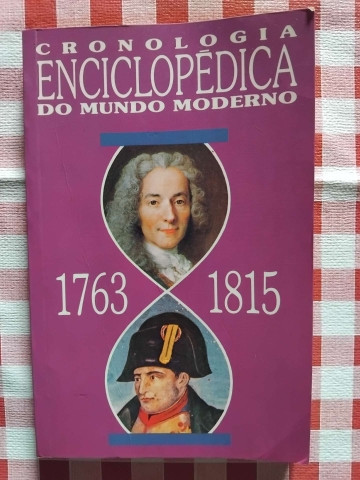 CRONOLOGIA
ENCICLOPÉDICA
DO MUNDO MODERNO
1763 1815